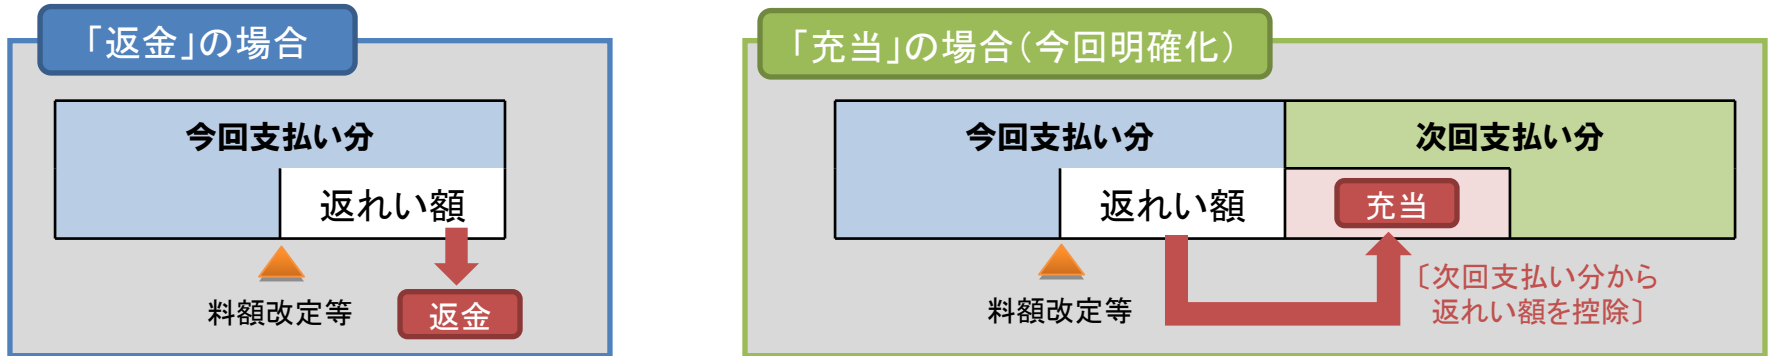 「返金」の場合
今回支払い分
返れい額
料額改定等
返金
「充当」の場合（今回明確化）
今回支払い分
次回支払い分
返れい額
充当
料額改定等
〔次回支払い分から
返れい額を控除〕